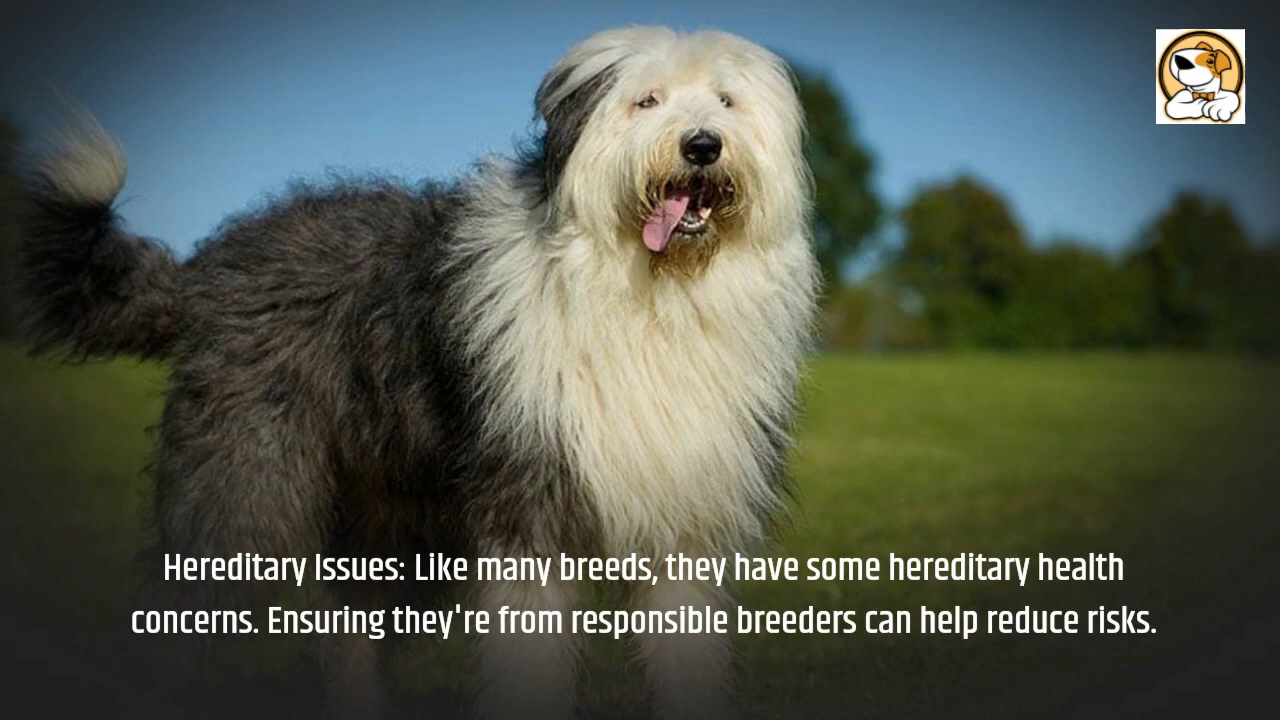 Hereditary Issues: Like many breeds, they have some hereditary health
concerns. Ensuring they're from responsible breeders can help reduce risks.